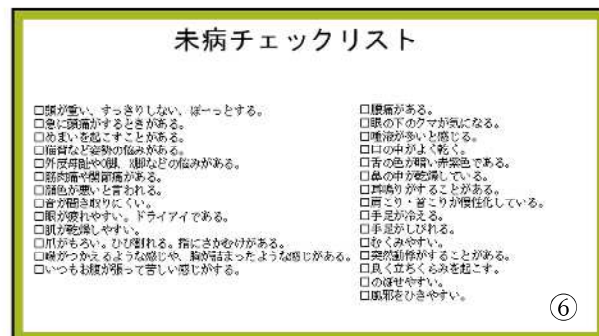 未病チェックリスト
□頭が重い、すっきりしない、ぼーっとする。
□急に頭痛がするときがある。
□めまいを起こすことがある。
□猫背など姿勢の悩みがある。
□外反母趾やO脚、X脚などの悩みがある。
□筋肉痛や関節痛がある。
□顔色が悪いと言われる。
□音が聞き取りにくい。
□眼が疲れやすい。ドライアイである。
□肌が乾燥しやすい。
□爪がもろい。ひび割れる。指にさかむけがある。
□喉がつかえるような感じや、胸が詰まったような感じがある。
□いつもお腹が張って苦しい感じがする。
□腰痛がある。
□眼の下のクマが気になる。
□唾液が多いと感じる。
□口の中がよく乾く。
□舌の色が暗い赤紫色である。
□鼻の中が乾燥している。
□耳鳴りがすることがある。
□肩こり・首こりが慢性化している。
□手足が冷える。
□手足がしびれる。
□むくみやすい。
□突然動悸がすることがある。
□良く立ちくらみを起こす。
□のぼせやすい。
□風邪をひきやすい。
⑥